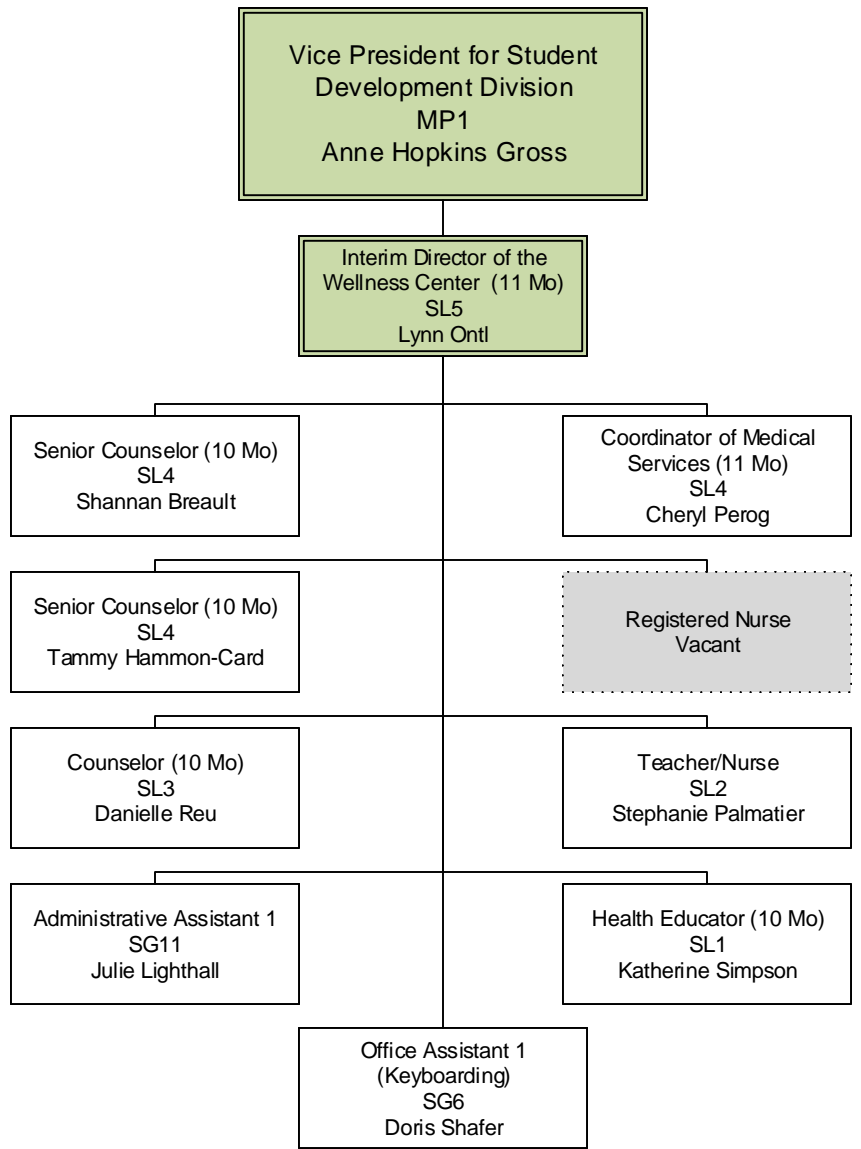 Vice President for Student
Development Division
MP1
Anne Hopkins Gross
Interim Director of the
Wellness Center (11 Mo)
SL5
Lynn Ontl
Senior Counselor (10 Mo)
SL4
Shannan Breault
Coordinator of Medical
Services (11 Mo)
SL4
Cheryl Perog
Senior Counselor (10 Mo)
SL4
Tammy Hammon-Card
Registered Nurse
Vacant
Counselor (10 Mo)
SL3
Danielle Reu
Teacher/Nurse
SL2
Stephanie Palmatier
Administrative Assistant 1
SG11
Julie Lighthall
Health Educator (10 Mo)
SL1
Katherine Simpson
Office Assistant 1
(Keyboarding)
SG6
Doris Shafer